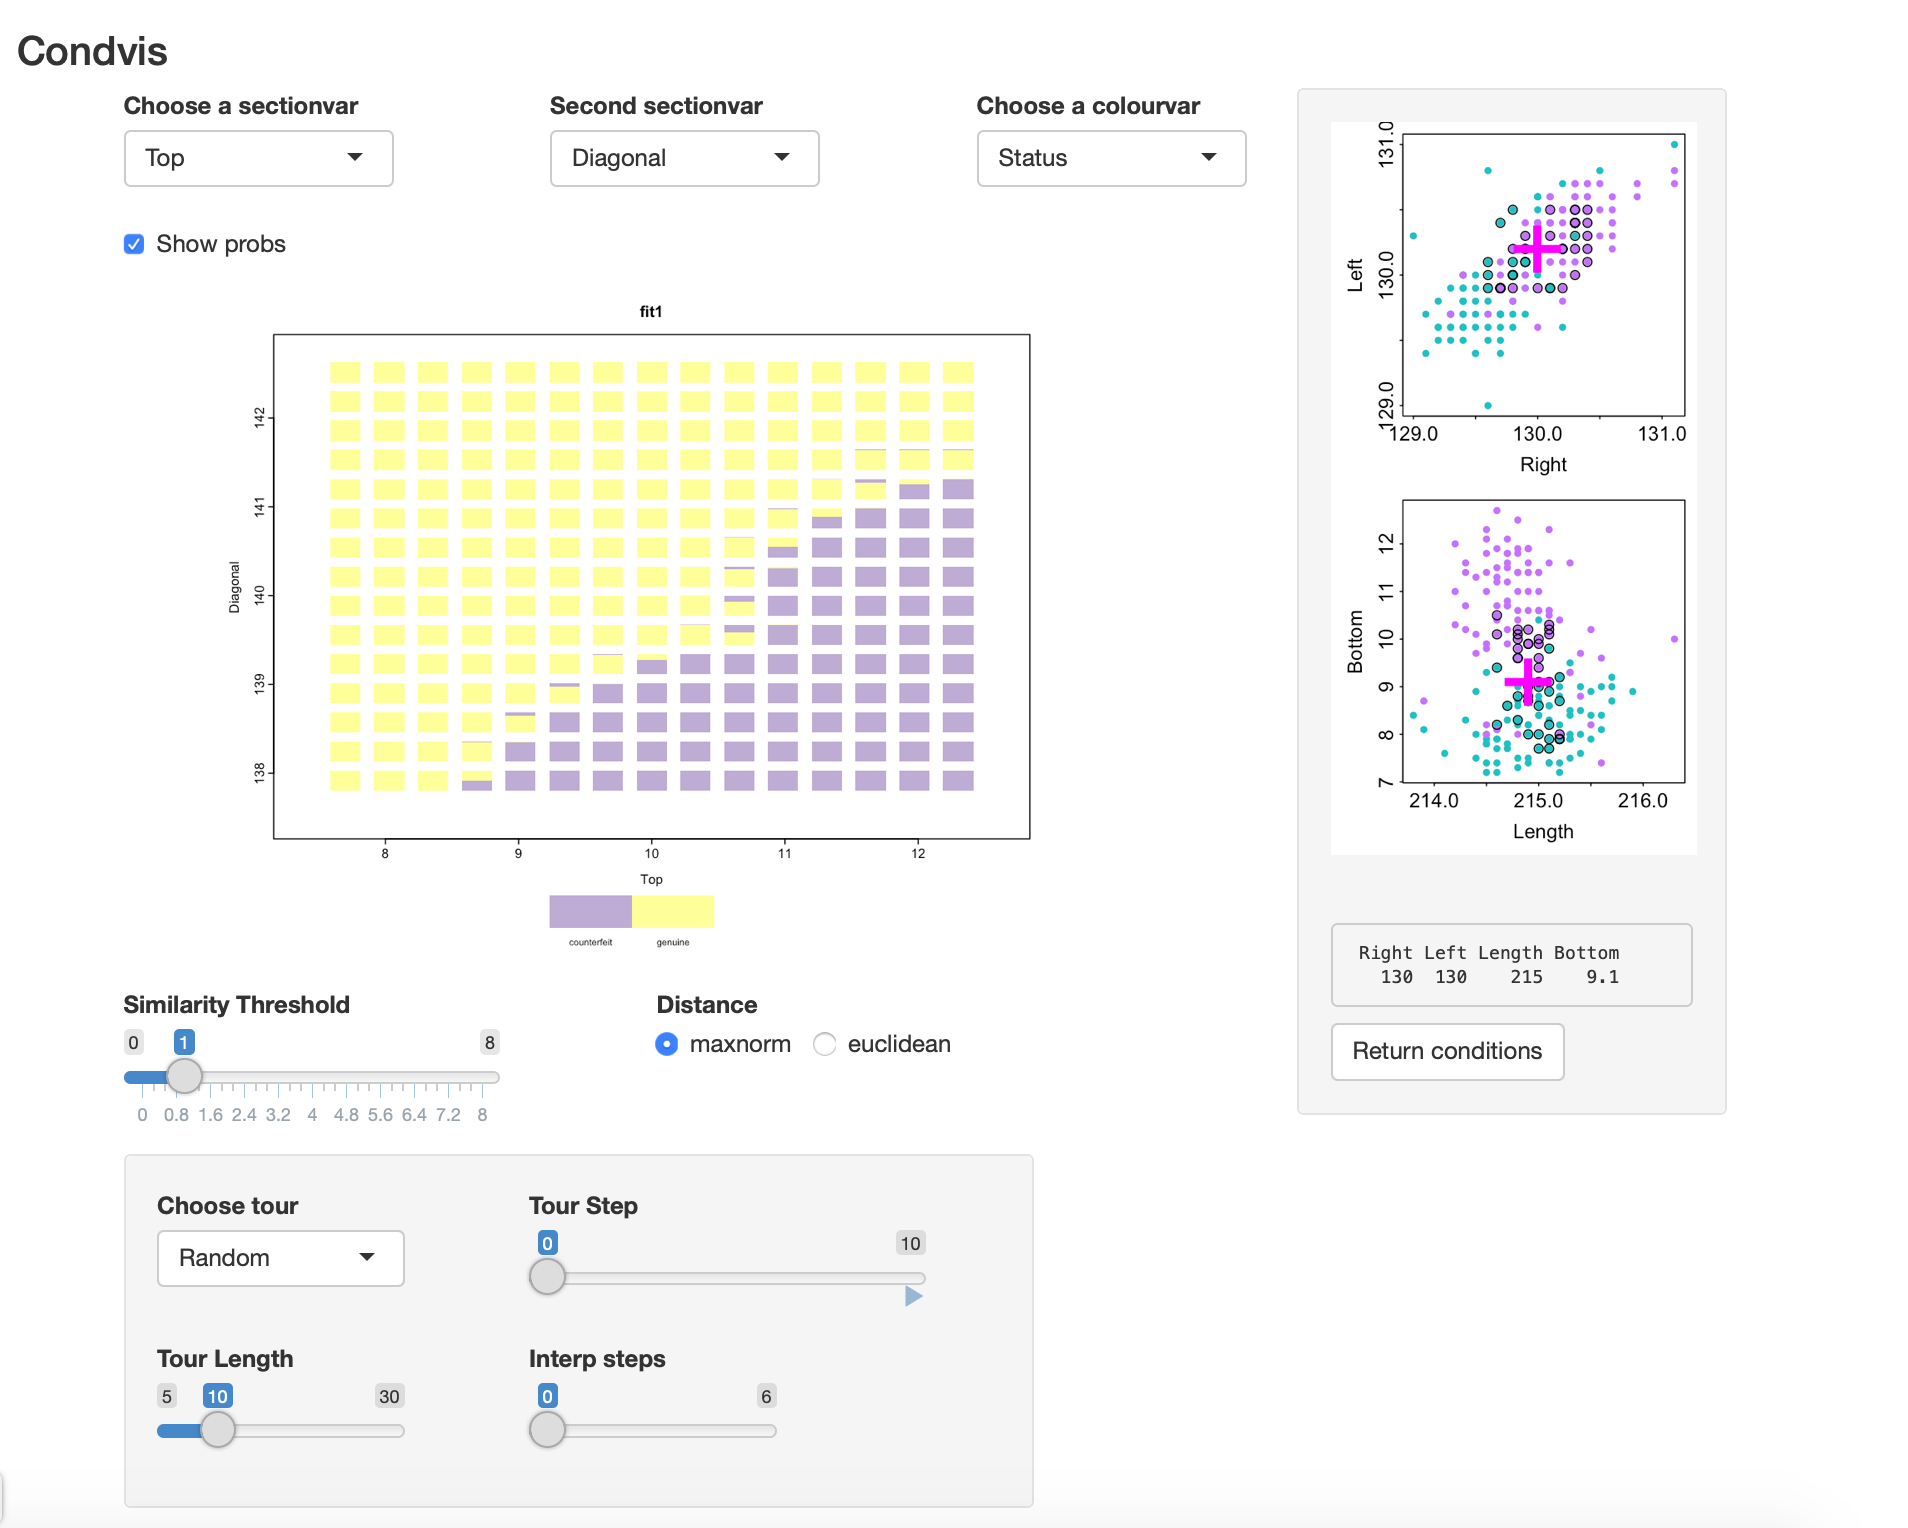 Condvis
Choose a sectionvar
Top
Second sectionvar
Diagonal
Choose a colourvar
Status
Show probs
fit1
142
141
140
139
138
Diagonal
8 9 10 11 12
Top
counterfeit genuine
Similarity Threshold
0 1 8
0 0.8 1.6 2.4 3.2 4 4.8 5.6 6.4 7.2 8
Distance
maxnorm euclidean
Choose tour
Random
Tour Step
0 10
Tour Length
5 10 30
Interp steps
0 6
131.0
130.0
129.0
Left
129.0 130.0 131.0
Right
12
11
10
9
8
7
Bottom
214.0 215.0 216.0
Length
Right Left Length Bottom
130 130 215 9.1
Return conditions